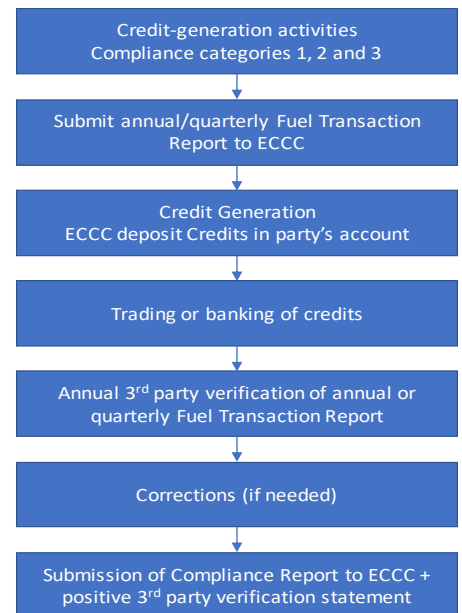 Credit-generation activities
Compliance categories 1, 2 and 3
Submit annual/quarterly Fuel Transaction
Report to ECCC
Credit Generation
ECCC deposit Credits in party’s account
Trading or banking of credits
Annual 3rd party verification of annual or
quarterly Fuel Transaction Report
Corrections (if needed)
Submission of Compliance Report to ECCC +
positive 3rd party verification statement